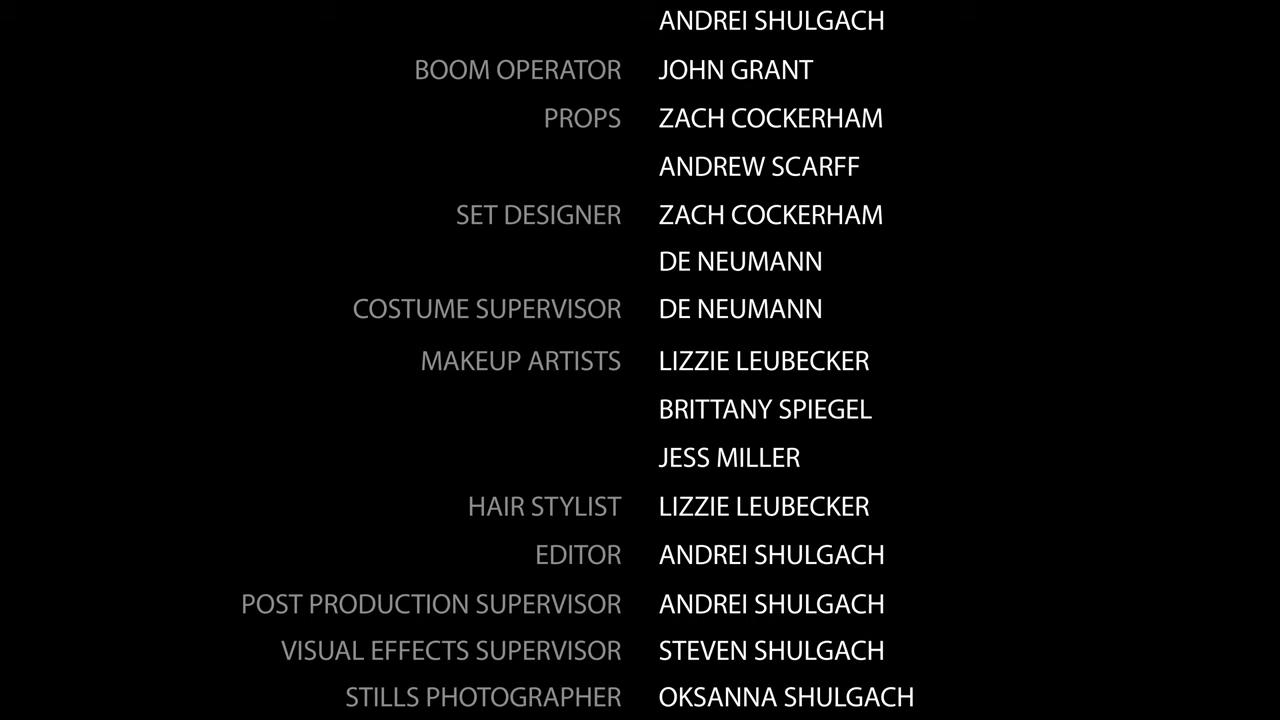 ANDREI SHULGACH
BOOM OPERATOR JOHN GRANT
PROPS ZACH COCKERHAM
ANDREW SCARFF
SET DESIGNER ZACH COCKERHAM
DE NEUMANN
COSTUME SUPERVISOR DE NEUMANN
MAKEUP ARTISTS LIZZIE LEUBECKER
BRITTANY SPIEGEL
JESS MILLER
HAIR STYLIST LIZZIE LEUBECKER
EDITOR ANDREI SHULGACH
POST PRODUCTION SUPERVISOR ANDREI SHULGACH
VISUAL EFFECTS SUPERVISOR STEVEN SHULGACH
STILLS PHOTOGRAPHER OKSANNA SHULGACH